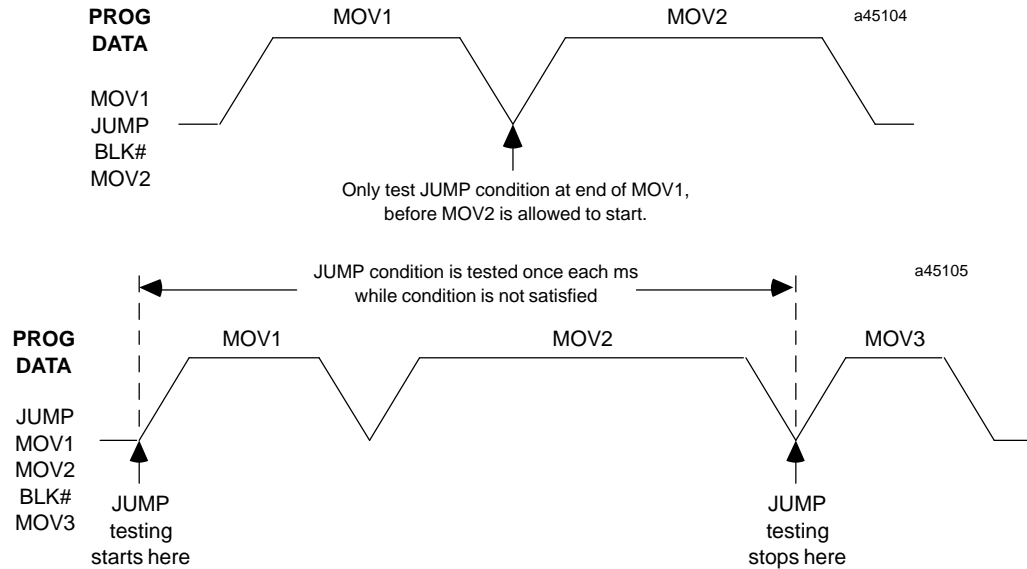 PROG
DATA
MOV1
MOV2
a45104
MOV1
JUMP
BLK#
MOV2
Only test JUMP condition at end of MOV1,
before MOV2 is allowed to start.
JUMP condition is tested once each ms
while condition is not satisfied
a45105
PROG
DATA
MOV1
MOV2
MOV3
JUMP
MOV1
MOV2
BLK#
MOV3
JUMP
testing
starts here
JUMP
testing
stops here